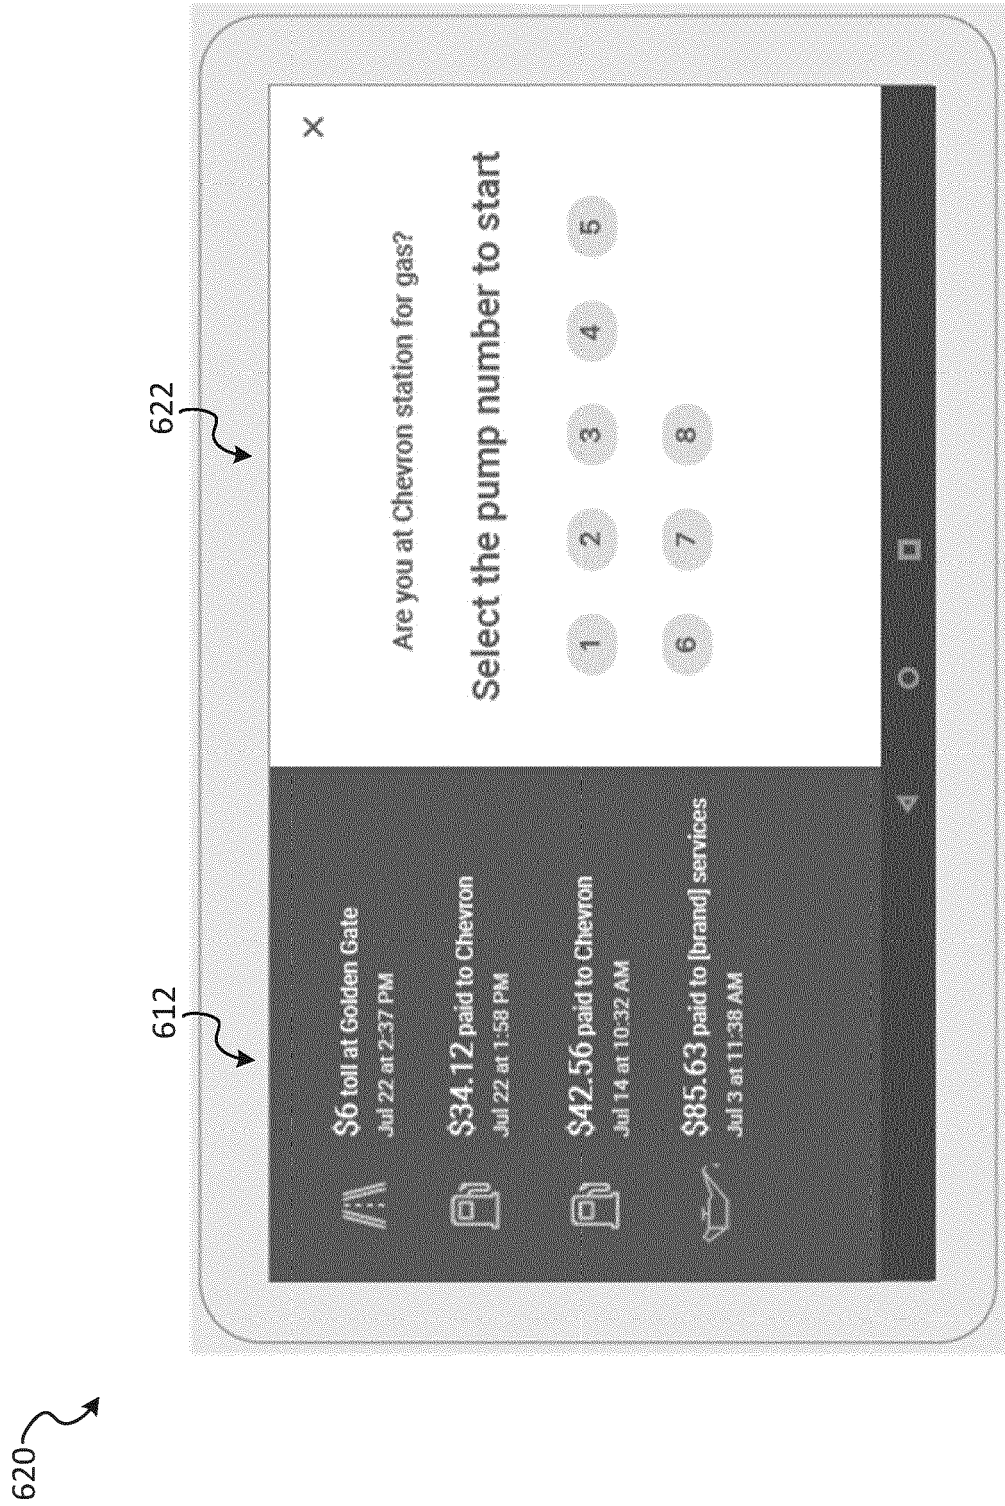 620
612
622
$6 toll at Golden Gate
Jul 22 at 2:37 PM
$34.12 paid to Chevron
Jul 22 at 1:58 PM
$42.56 paid to Chevron
Jul 14 at 10:32 AM
$85.63 paid to [brand] services
Jul 3 at 11:38 AM
×
Are you at Chevron station for gas?
Select the pump number to start
1 2 3 4 5
6 7 8